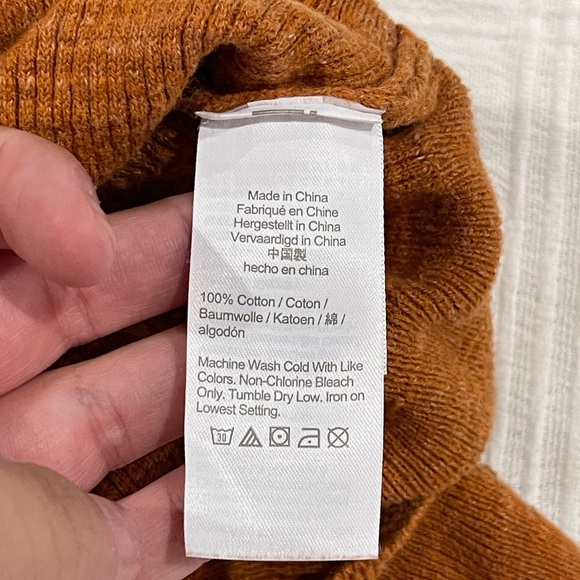 Made in China
Fabriqué en Chine
Hergestellt in China
Vervaardigd in China
中国製
hecho en china
100% Cotton / Coton /
Baumwolle / Katoen / 綿 /
algodón
Machine Wash Cold With Like
Colors. Non-Chlorine Bleach
Only. Tumble Dry Low. Iron on
Lowest Setting.
30